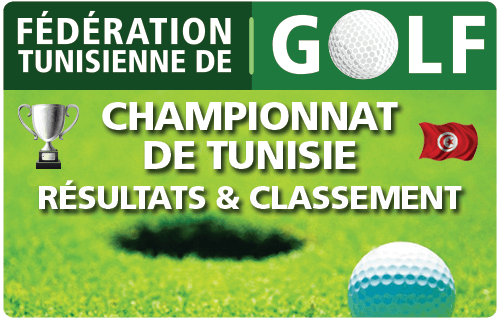 FÉDÉRATION
TUNISIENNE DE
GOLF
CHAMPIONNAT
DE TUNISIE
RÉSULTATS & CLASSEMENT